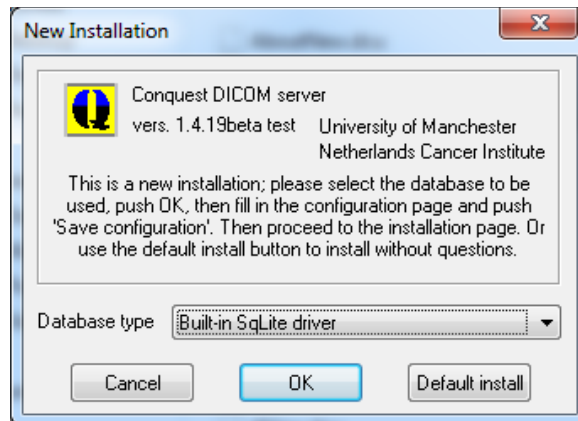 New Installation
Conquest DICOM server
vers. 1.4.19beta test
University of Manchester
Netherlands Cancer Institute
This is a new installation; please select the database to be
used, push OK, then fill in the configuration page and push
'Save configuration'. Then proceed to the installation page. Or
use the default install button to install without questions.
Database type Built-in SqLite driver
Cancel OK Default install